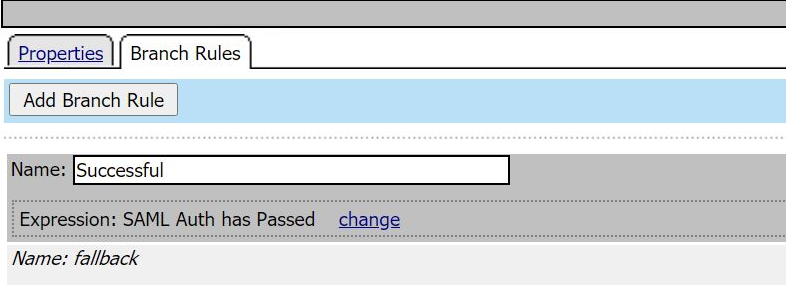 Properties Branch Rules
Add Branch Rule
Name: Successful
Expression: SAML Auth has Passed change
Name: fallback